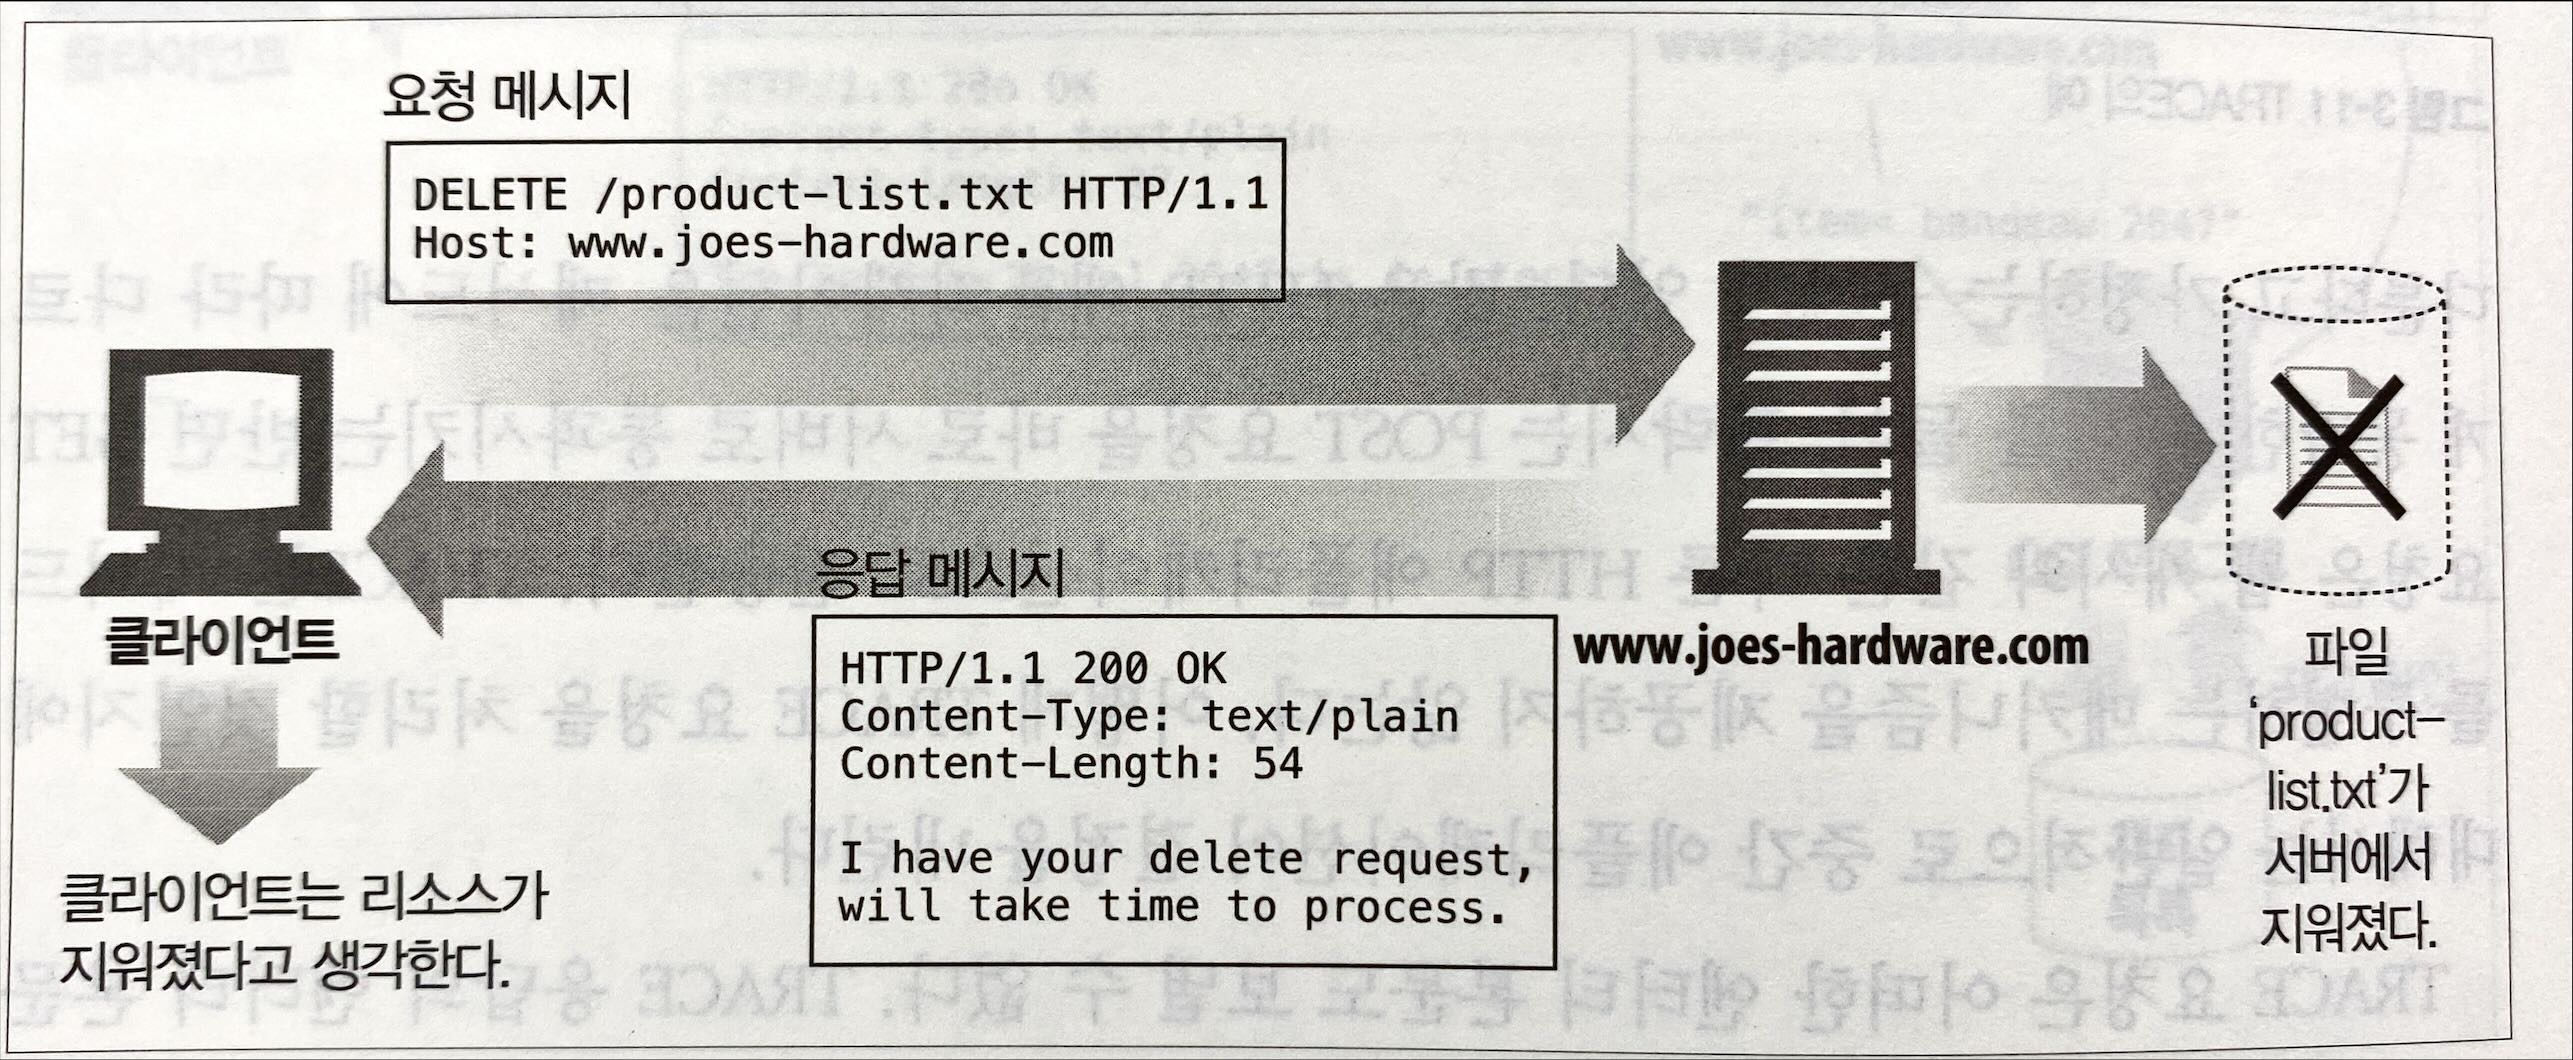 요청 메시지
DELETE /product-list.txt HTTP/1.1
Host: www.joes-hardware.com
클라이언트
클라이언트는 리소스가
지워졌다고 생각한다.
응답 메시지
HTTP/1.1 200 OK
Content-Type: text/plain
Content-Length: 54
I have your delete request,
will take time to process.
www.joes-hardware.com
파일
‘product-
list.txt’가
서버에서
지워졌다.